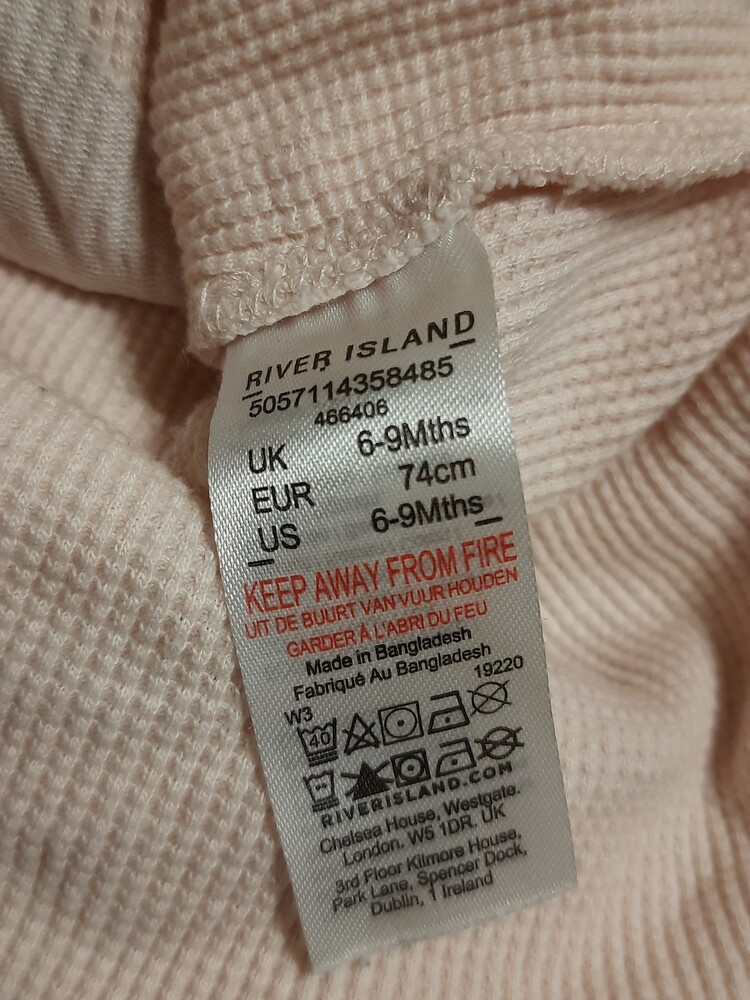 RIVER ISLAND
5057114358485
466406
UK 6-9Mths
EUR 74cm
US 6-9Mths
KEEP AWAY FROM FIRE
UIT DE BUURT VAN VUUR HOUDEN
GARDER À L'ABRI DU FEU
Made in Bangladesh
Fabriqué Au Bangladesh
19220
W3
40
RIVERISLAND.COM
Chelsea House, Westgate.
London. W5 1DR. UK
3rd Floor Kilmore House,
Park Lane, Spencer Dock,
Dublin, 1 Ireland